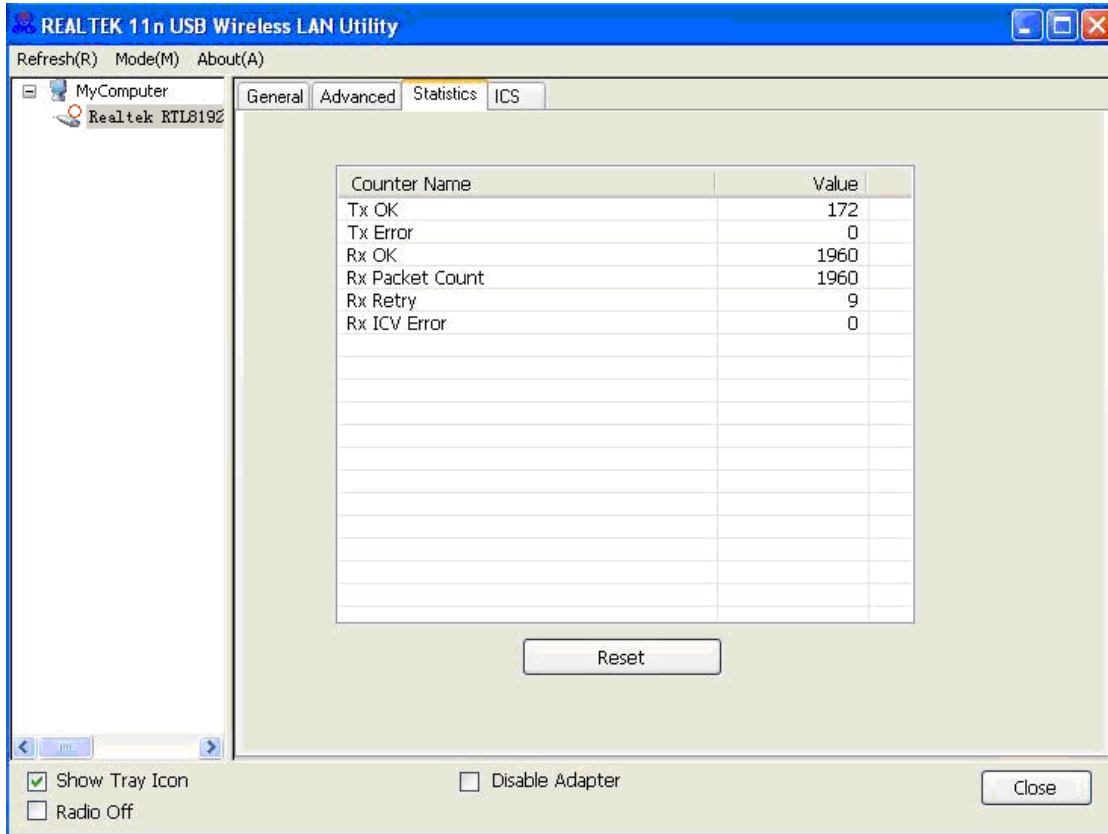 REALTEK 11n USB Wireless LAN Utility
Refresh(R) Mode(M) About(A)
MyComputer
Realtek RTL8192
General Advanced Statistics ICS
Counter Name Value
Tx OK 172
Tx Error 0
Rx OK 1960
Rx Packet Count 1960
Rx Retry 9
Rx ICV Error 0
Reset
Show Tray Icon
Disable Adapter
Radio Off
Close